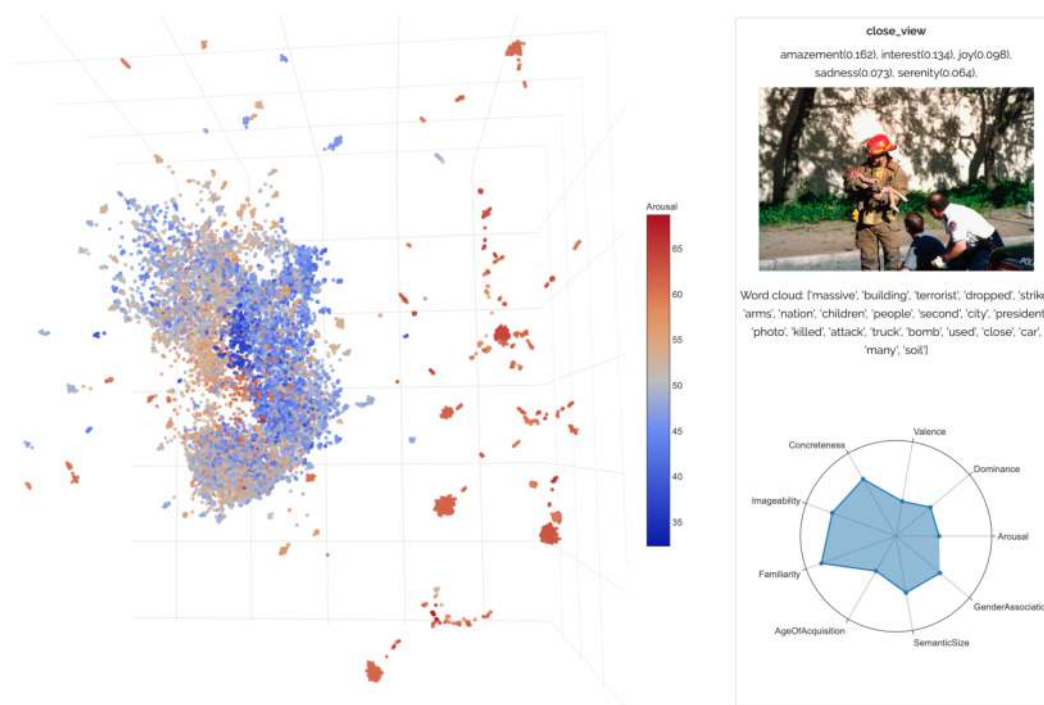 close_view
amazement(0.162), interest(0.134), joy(0.098),
sadness(0.073), serenity(0.064),
Arousal
65
60
55
50
45
40
35
Word cloud: ['massive', 'building', 'terrorist', 'dropped', 'strike
'arms', 'nation', 'children', 'people', 'second', 'city', 'president'
'photo', 'killed', 'attack', 'truck', 'bomb', 'used', 'close', 'car',
'many', 'soil']
Valence
Concreteness
Dominance
Imageability
Arousal
Familiarity
GenderAssociation
AgeOfAcquisition
SemanticSize